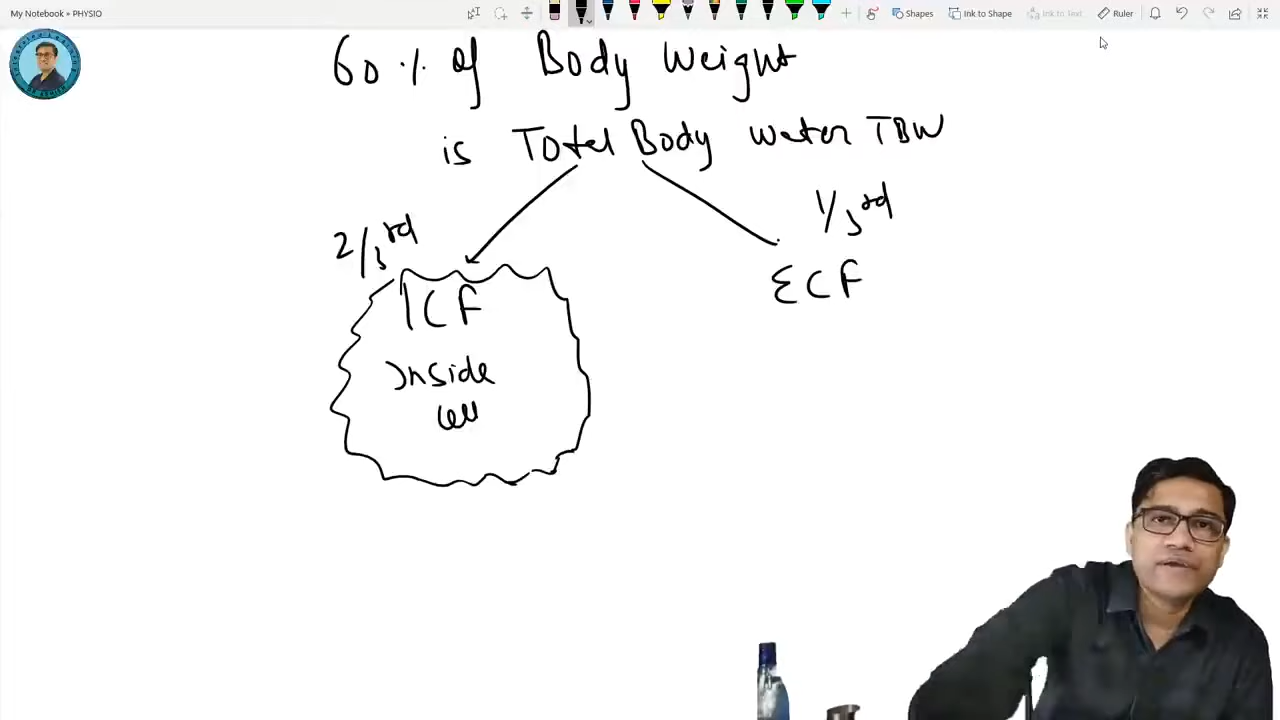 My Notebook » PHYSIO
Shapes
Ink to Shape
Ink to Text
Ruler
60 % of Body Weight
is Total Body water TBW
2/3rd
1/3rd
ICF
ECF
Inside
cell